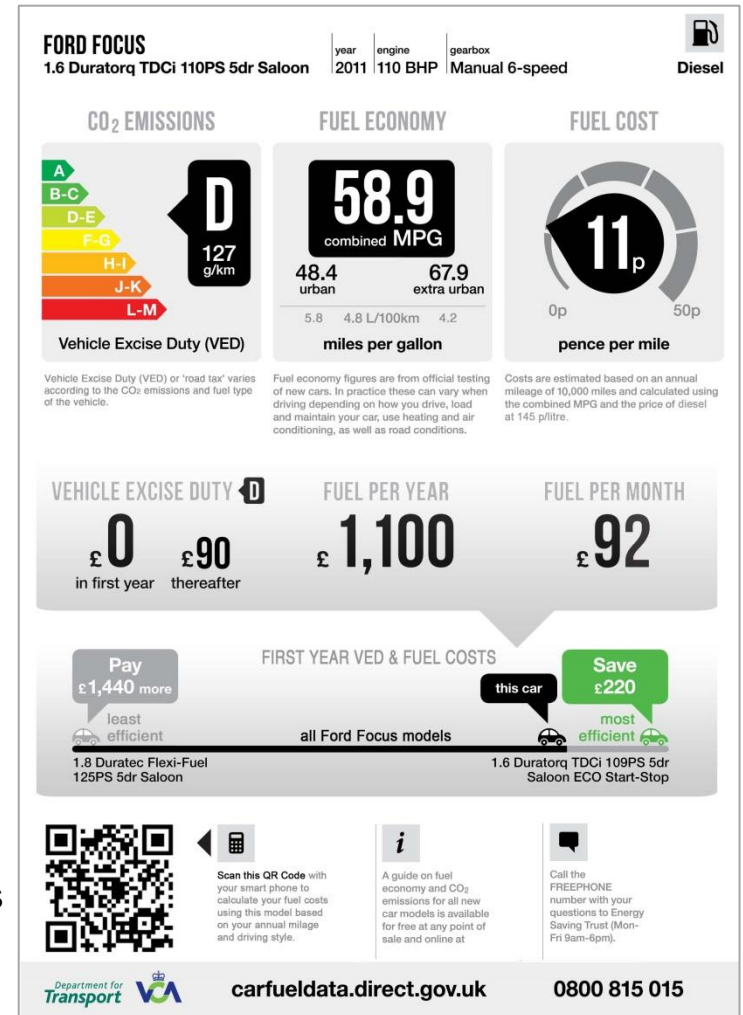 FORD FOCUS
1.6 Duratorq TDCi 110PS 5dr Saloon
year
2011
engine
110 BHP
gearbox
Manual 6-speed
Diesel
CO2 EMISSIONS
FUEL ECONOMY
FUEL COST
A
B-C
D-E
F-G
H-I
J-K
L-M
D
127
g/km
Vehicle Excise Duty (VED)
58.9
combined MPG
48.4
urban
67.9
extra urban
5.8 4.8 L/100km 4.2
miles per gallon
11p
0p
50p
pence per mile
Vehicle Excise Duty (VED) or 'road tax' varies
according to the CO2 emissions and fuel type
of the vehicle.
Fuel economy figures are from official testing
of new cars. In practice these can vary when
driving depending on how you drive, load
and maintain your car, use heating and air
conditioning, as well as road conditions.
Costs are estimated based on an annual
mileage of 10,000 miles and calculated using
the combined MPG and the price of diesel
at 145 p/litre.
VEHICLE EXCISE DUTY D
£0
in first year
£90
thereafter
FUEL PER YEAR
£1,100
FUEL PER MONTH
£92
FIRST YEAR VED & FUEL COSTS
Pay
£1,440 more
least
efficient
this car
Save
£220
most
efficient
all Ford Focus models
1.8 Duratec Flexi-Fuel
125PS 5dr Saloon
1.6 Duratorq TDCi 109PS 5dr
Saloon ECO Start-Stop
s
Scan this QR Code with
your smart phone to
calculate your fuel costs
using this model based
on your annual milage
and driving style.
i
A guide on fuel
economy and CO2
emissions for all new
car models is available
for free at any point of
sale and online at
Call the
FREEPHONE
number with your
questions to Energy
Saving Trust (Mon-
Fri 9am-6pm).
Department for
Transport
VCA
carfueldata.direct.gov.uk
0800 815 015